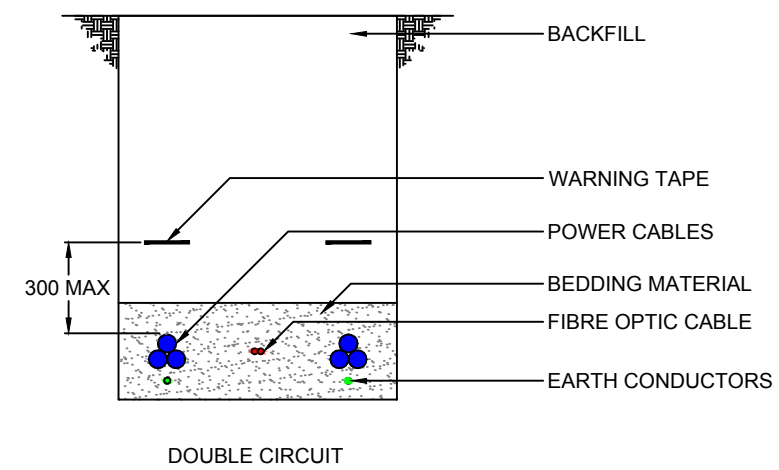 BACKFILL
WARNING TAPE
POWER CABLES
300 MAX
BEDDING MATERIAL
FIBRE OPTIC CABLE
EARTH CONDUCTORS
DOUBLE CIRCUIT